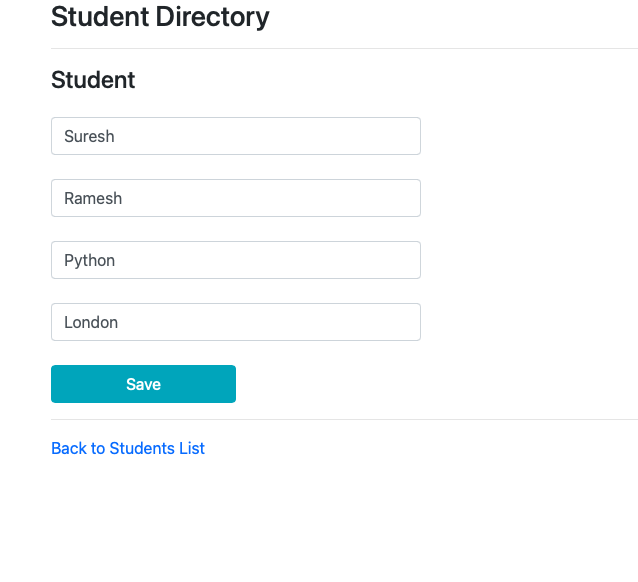 Student Directory
Student
Suresh
Ramesh
Python
London
Save
Back to Students List